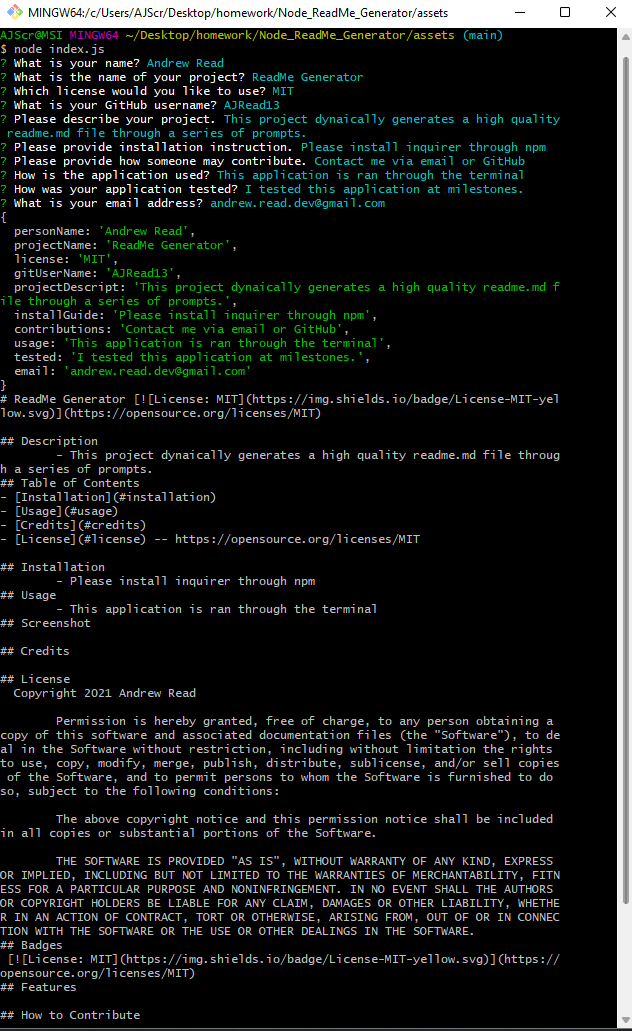 MINGW64:/c/Users/AJScr/Desktop/homework/Node_ReadMe_Generator/assets
AJScr@MSI MINGW64 ~/Desktop/homework/Node_ReadMe_Generator/assets (main)
$ node index.js
? What is your name? Andrew Read
? What is the name of your project? ReadMe Generator
? Which license would you like to use? MIT
? What is your GitHub username? AJRead13
? Please describe your project. This project dynaically generates a high quality
 readme.md file through a series of prompts.
? Please provide installation instruction. Please install inquirer through npm
? Please provide how someone may contribute. Contact me via email or GitHub
? How is the application used? This application is ran through the terminal
? How was your application tested? I tested this application at milestones.
? What is your email address? andrew.read.dev@gmail.com
{
  personName: 'Andrew Read',
  projectName: 'ReadMe Generator',
  license: 'MIT',
  gitUserName: 'AJRead13',
  projectDescript: 'This project dynaically generates a high quality readme.md f
ile through a series of prompts.',
  installGuide: 'Please install inquirer through npm',
  contributions: 'Contact me via email or GitHub',
  usage: 'This application is ran through the terminal',
  tested: 'I tested this application at milestones.',
  email: 'andrew.read.dev@gmail.com'
}
# ReadMe Generator [![License: MIT](https://img.shields.io/badge/License-MIT-yel
low.svg)](https://opensource.org/licenses/MIT)

## Description
        - This project dynaically generates a high quality readme.md file throug
h a series of prompts.
## Table of Contents
- [Installation](#installation)
- [Usage](#usage)
- [Credits](#credits)
- [License](#license) -- https://opensource.org/licenses/MIT

## Installation
        - Please install inquirer through npm
## Usage
        - This application is ran through the terminal
## Screenshot

## Credits

## License
  Copyright 2021 Andrew Read

        Permission is hereby granted, free of charge, to any person obtaining a
copy of this software and associated documentation files (the "Software"), to de
al in the Software without restriction, including without limitation the rights
to use, copy, modify, merge, publish, distribute, sublicense, and/or sell copies
 of the Software, and to permit persons to whom the Software is furnished to do
so, subject to the following conditions:

        The above copyright notice and this permission notice shall be included
in all copies or substantial portions of the Software.

        THE SOFTWARE IS PROVIDED "AS IS", WITHOUT WARRANTY OF ANY KIND, EXPRESS
OR IMPLIED, INCLUDING BUT NOT LIMITED TO THE WARRANTIES OF MERCHANTABILITY, FITN
ESS FOR A PARTICULAR PURPOSE AND NONINFRINGEMENT. IN NO EVENT SHALL THE AUTHORS
OR COPYRIGHT HOLDERS BE LIABLE FOR ANY CLAIM, DAMAGES OR OTHER LIABILITY, WHETHE
R IN AN ACTION OF CONTRACT, TORT OR OTHERWISE, ARISING FROM, OUT OF OR IN CONNEC
TION WITH THE SOFTWARE OR THE USE OR OTHER DEALINGS IN THE SOFTWARE.
## Badges
 [![License: MIT](https://img.shields.io/badge/License-MIT-yellow.svg)](https://
opensource.org/licenses/MIT)
## Features

## How to Contribute